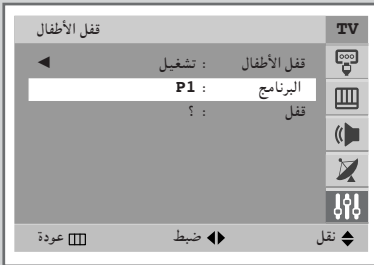 قفل الأطفال
TV
قفل الأطفال : تشغيل ◄
البرنامج : P1
قفل : ؟
نقل ضبط عودة